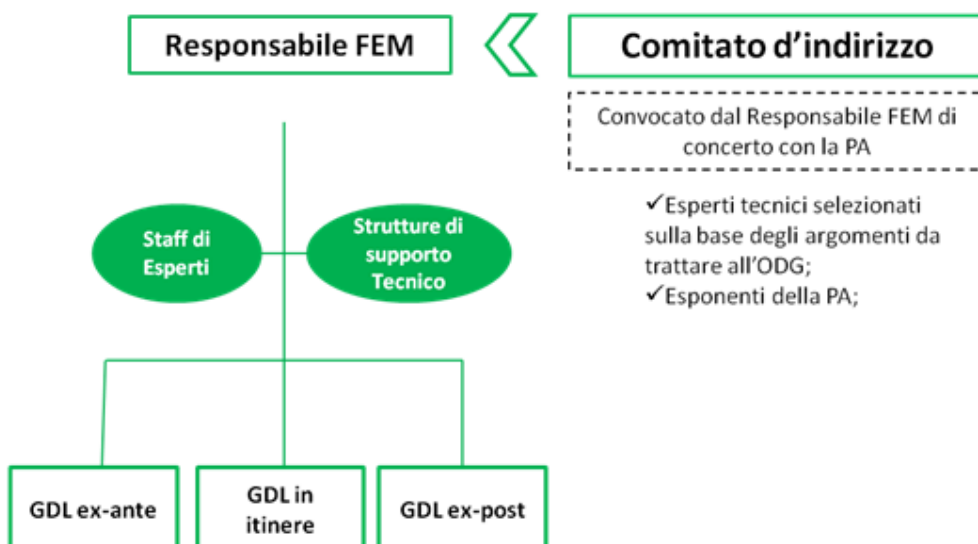 Responsabile FEM
Comitato d’indirizzo
Convocato dal Responsabile FEM di
concerto con la PA
✓Esperti tecnici selezionati
sulla base degli argomenti da
trattare all’ODG;
✓Esponenti della PA;
Staff di
Esperti
Strutture di
supporto
Tecnico
GDL ex-ante
GDL in
itinere
GDL ex-post